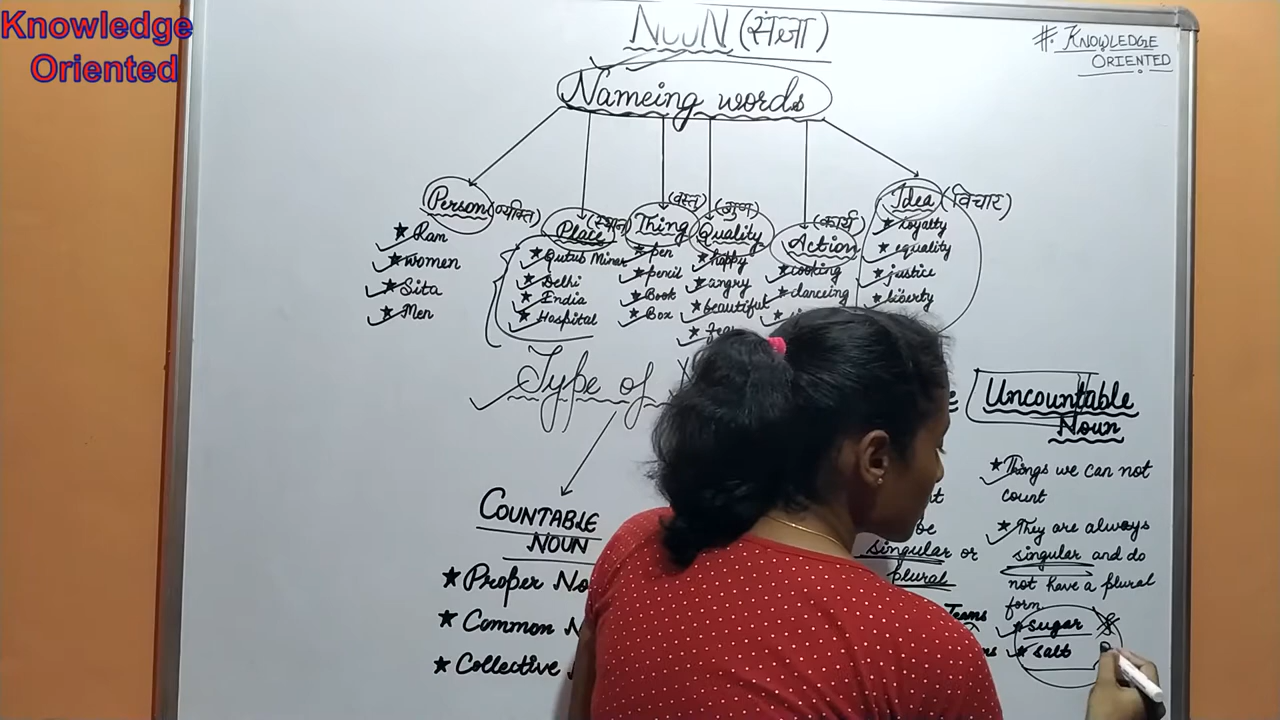 Knowledge
Oriented
NOUN (संज्ञा)
#. KNOWLEDGE
ORIENTED
Nameing words
Person (व्यक्ति)
★ Ram
★ women
★ Sita
★ Men
Place (स्थान)
★ Qutub Minar
★ Delhi
★ India
★ Hospital
Thing (वस्तु)
★ pen
★ pencil
★ Book
★ Box
Quality (गुण)
★ happy
★ angry
★ beautiful
Action (कार्य)
★ cooking
★ danceing
Idea (विचार)
★ royalty
★ equality
★ justice
★ liberty
Type of
COUNTABLE
NOUN
★ Proper
★ Common
★ Collective
singular or
plural
Teams
Uncountable
Noun
★ Things we can not
count
★ They are always
singular and do
not have a plural
form
★ sugar
★ salt